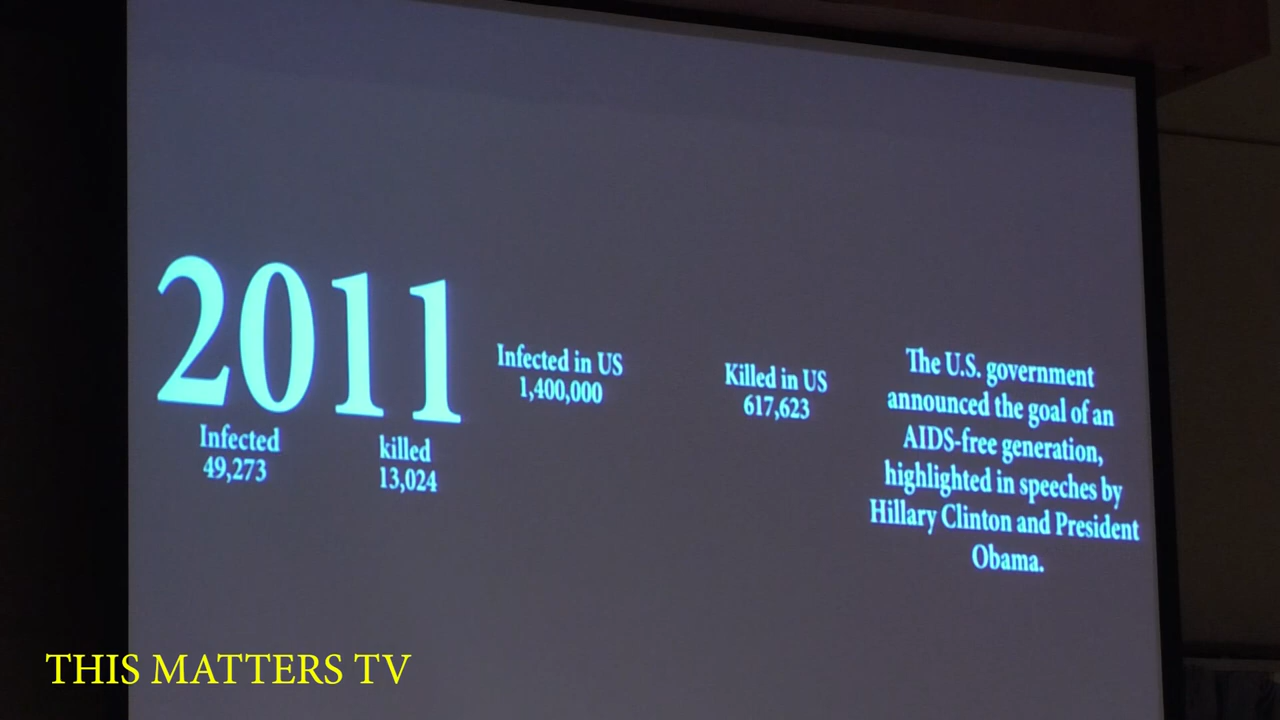 2011
Infected
49,273
killed
13,024
Infected in US
1,400,000
Killed in US
617,623
The U.S. government
announced the goal of an
AIDS-free generation,
highlighted in speeches by
Hillary Clinton and President
Obama.
THIS MATTERS TV